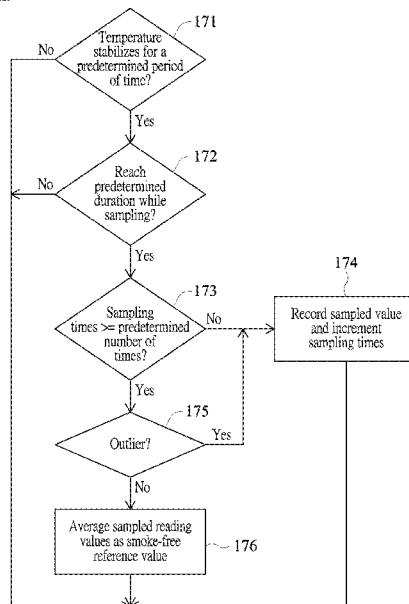 171
Temperature
stabilizes for a
predetermined period
of time?
No
Yes
172
Reach
predetermined
duration while
sampling?
No
Yes
173
Sampling
times >= predetermined
number of
times?
No
Yes
174
Record sampled value
and increment
sampling times
175
Outlier?
Yes
No
Average sampled reading
values as smoke-free
reference value
176